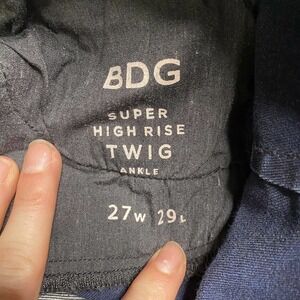 BDG
SUPER
HIGH RISE
TWIG
ANKLE
27W 29L